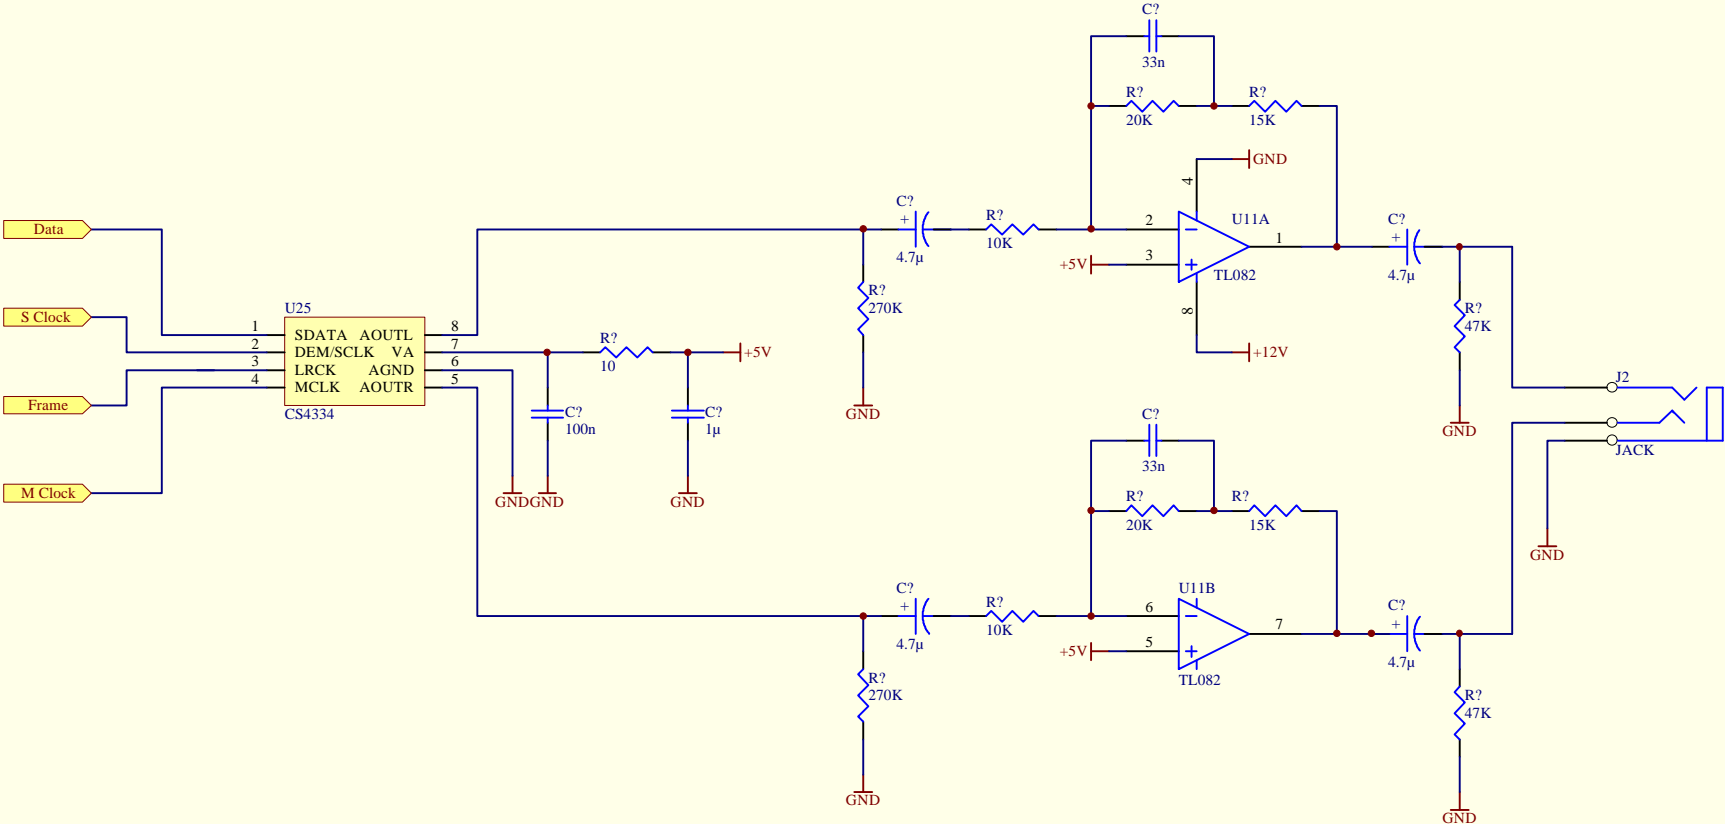 C?
33n
R?
20K
R?
15K
GND
4
C?
+
4.7µ
R?
10K
2
3
+5V
U11A
1
TL082
8
+12V
C?
+
4.7µ
R?
47K
GND
R?
270K
GND
Data
S Clock
Frame
M Clock
U25
1 SDATA AOUTL 8
2 DEM/SCLK VA 7
3 LRCK AGND 6
4 MCLK AOUTR 5
CS4334
R?
10
+5V
C?
100n
C?
1µ
GND
GND
GND
J2
JACK
GND
C?
33n
R?
20K
R?
15K
C?
+
4.7µ
R?
10K
U11B
6
5
+5V
7
TL082
C?
+
4.7µ
R?
270K
GND
R?
47K
GND